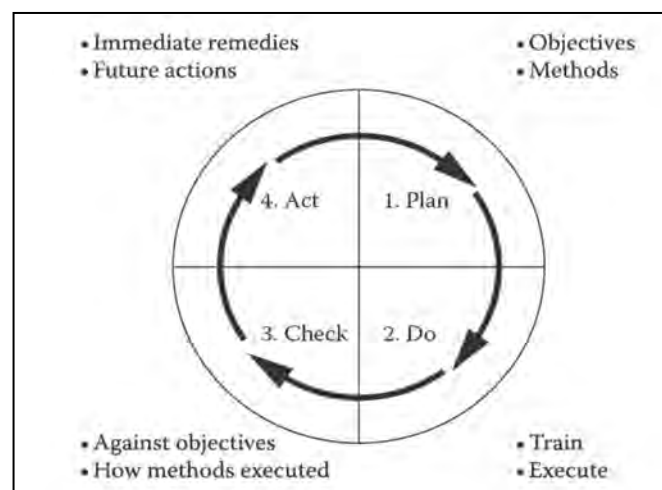 • Immediate remedies
• Future actions
• Objectives
• Methods
4. Act
1. Plan
3. Check
2. Do
• Against objectives
• How methods executed
• Train
• Execute